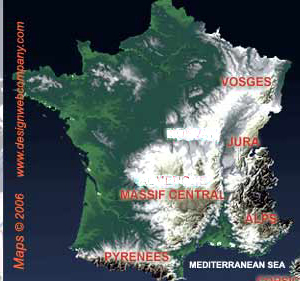 www.designwebcompany.com
Maps © 2006
VOSGES
JURA
MASSIF CENTRAL
ALPS
PYRENEES
MEDITERRANEAN SEA